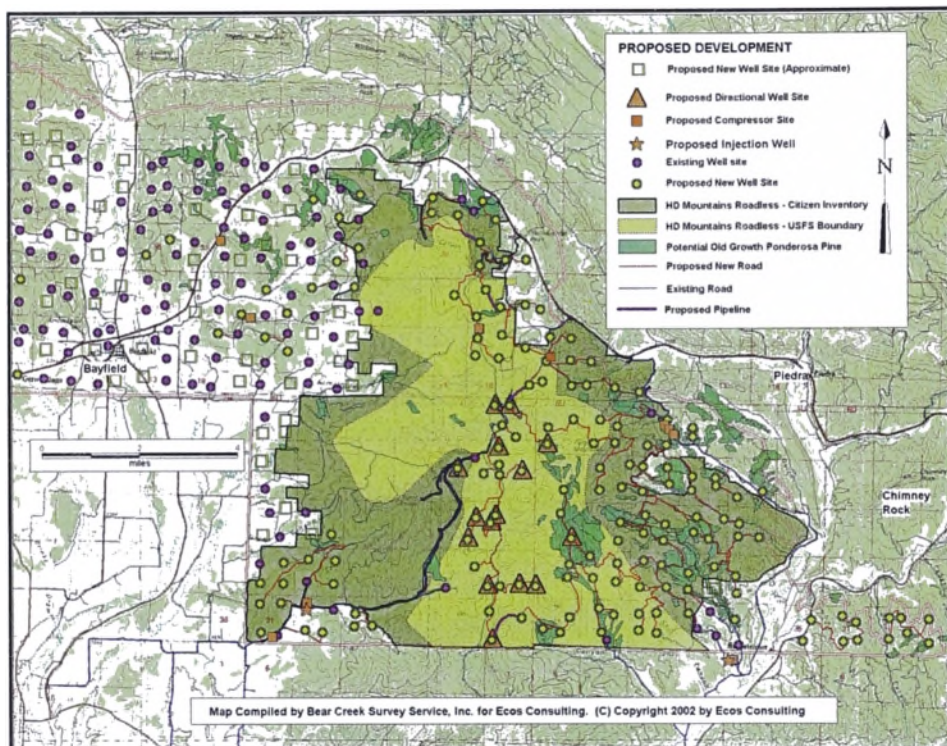 PROPOSED DEVELOPMENT
Proposed New Well Site (Approximate)
Proposed Directional Well Site
Proposed Compressor Site
Proposed Injection Well
Existing Well site
Proposed New Well Site
HD Mountains Roadless - Citizen Inventory
HD Mountains Roadless - USFS Boundary
Potential Old Growth Ponderosa Pine
Proposed New Road
Existing Road
Proposed Pipeline
N
Bayfield
Piedra
0 2 4
miles
Chimney
Rock
Map Compiled by Bear Creek Survey Service, Inc. for Ecos Consulting. (C) Copyright 2002 by Ecos Consulting